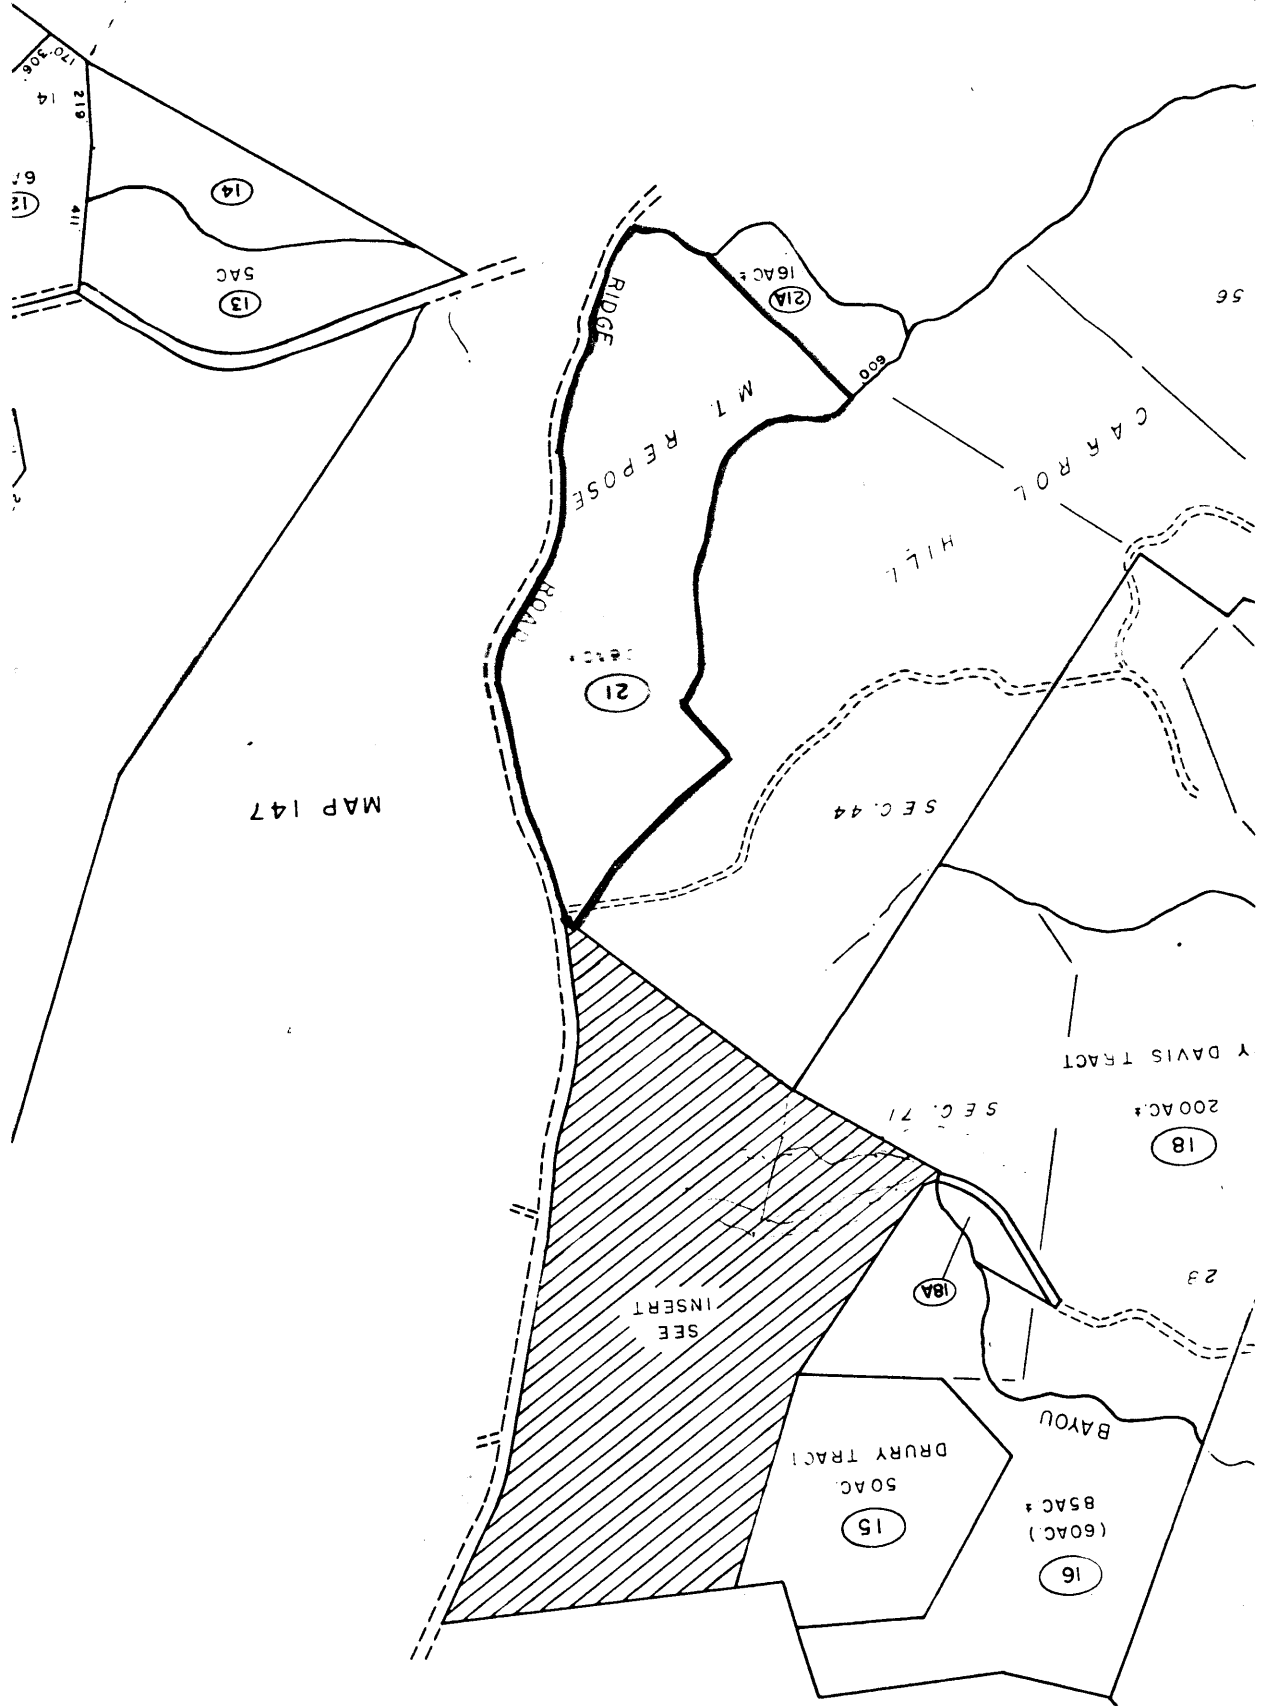 16
(60AC.)
85AC±
15
50AC.
DRURY TRACT
BAYOU
SEE
INSERT
18A
23
18
200AC.±
Y DAVIS TRACT
SEC. 71
SEC. 44
MAP 147
21
ROAD
HILL
CARROL
MT. REPOSE
RIDGE
600
21A
16AC±
56
13
5AC
14
12
411
219
14
170'
306'